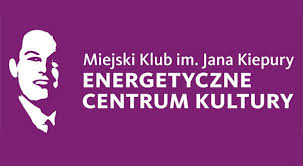 Miejski Klub im. Jana Kiepury
ENERGETYCZNE
CENTRUM KULTURY